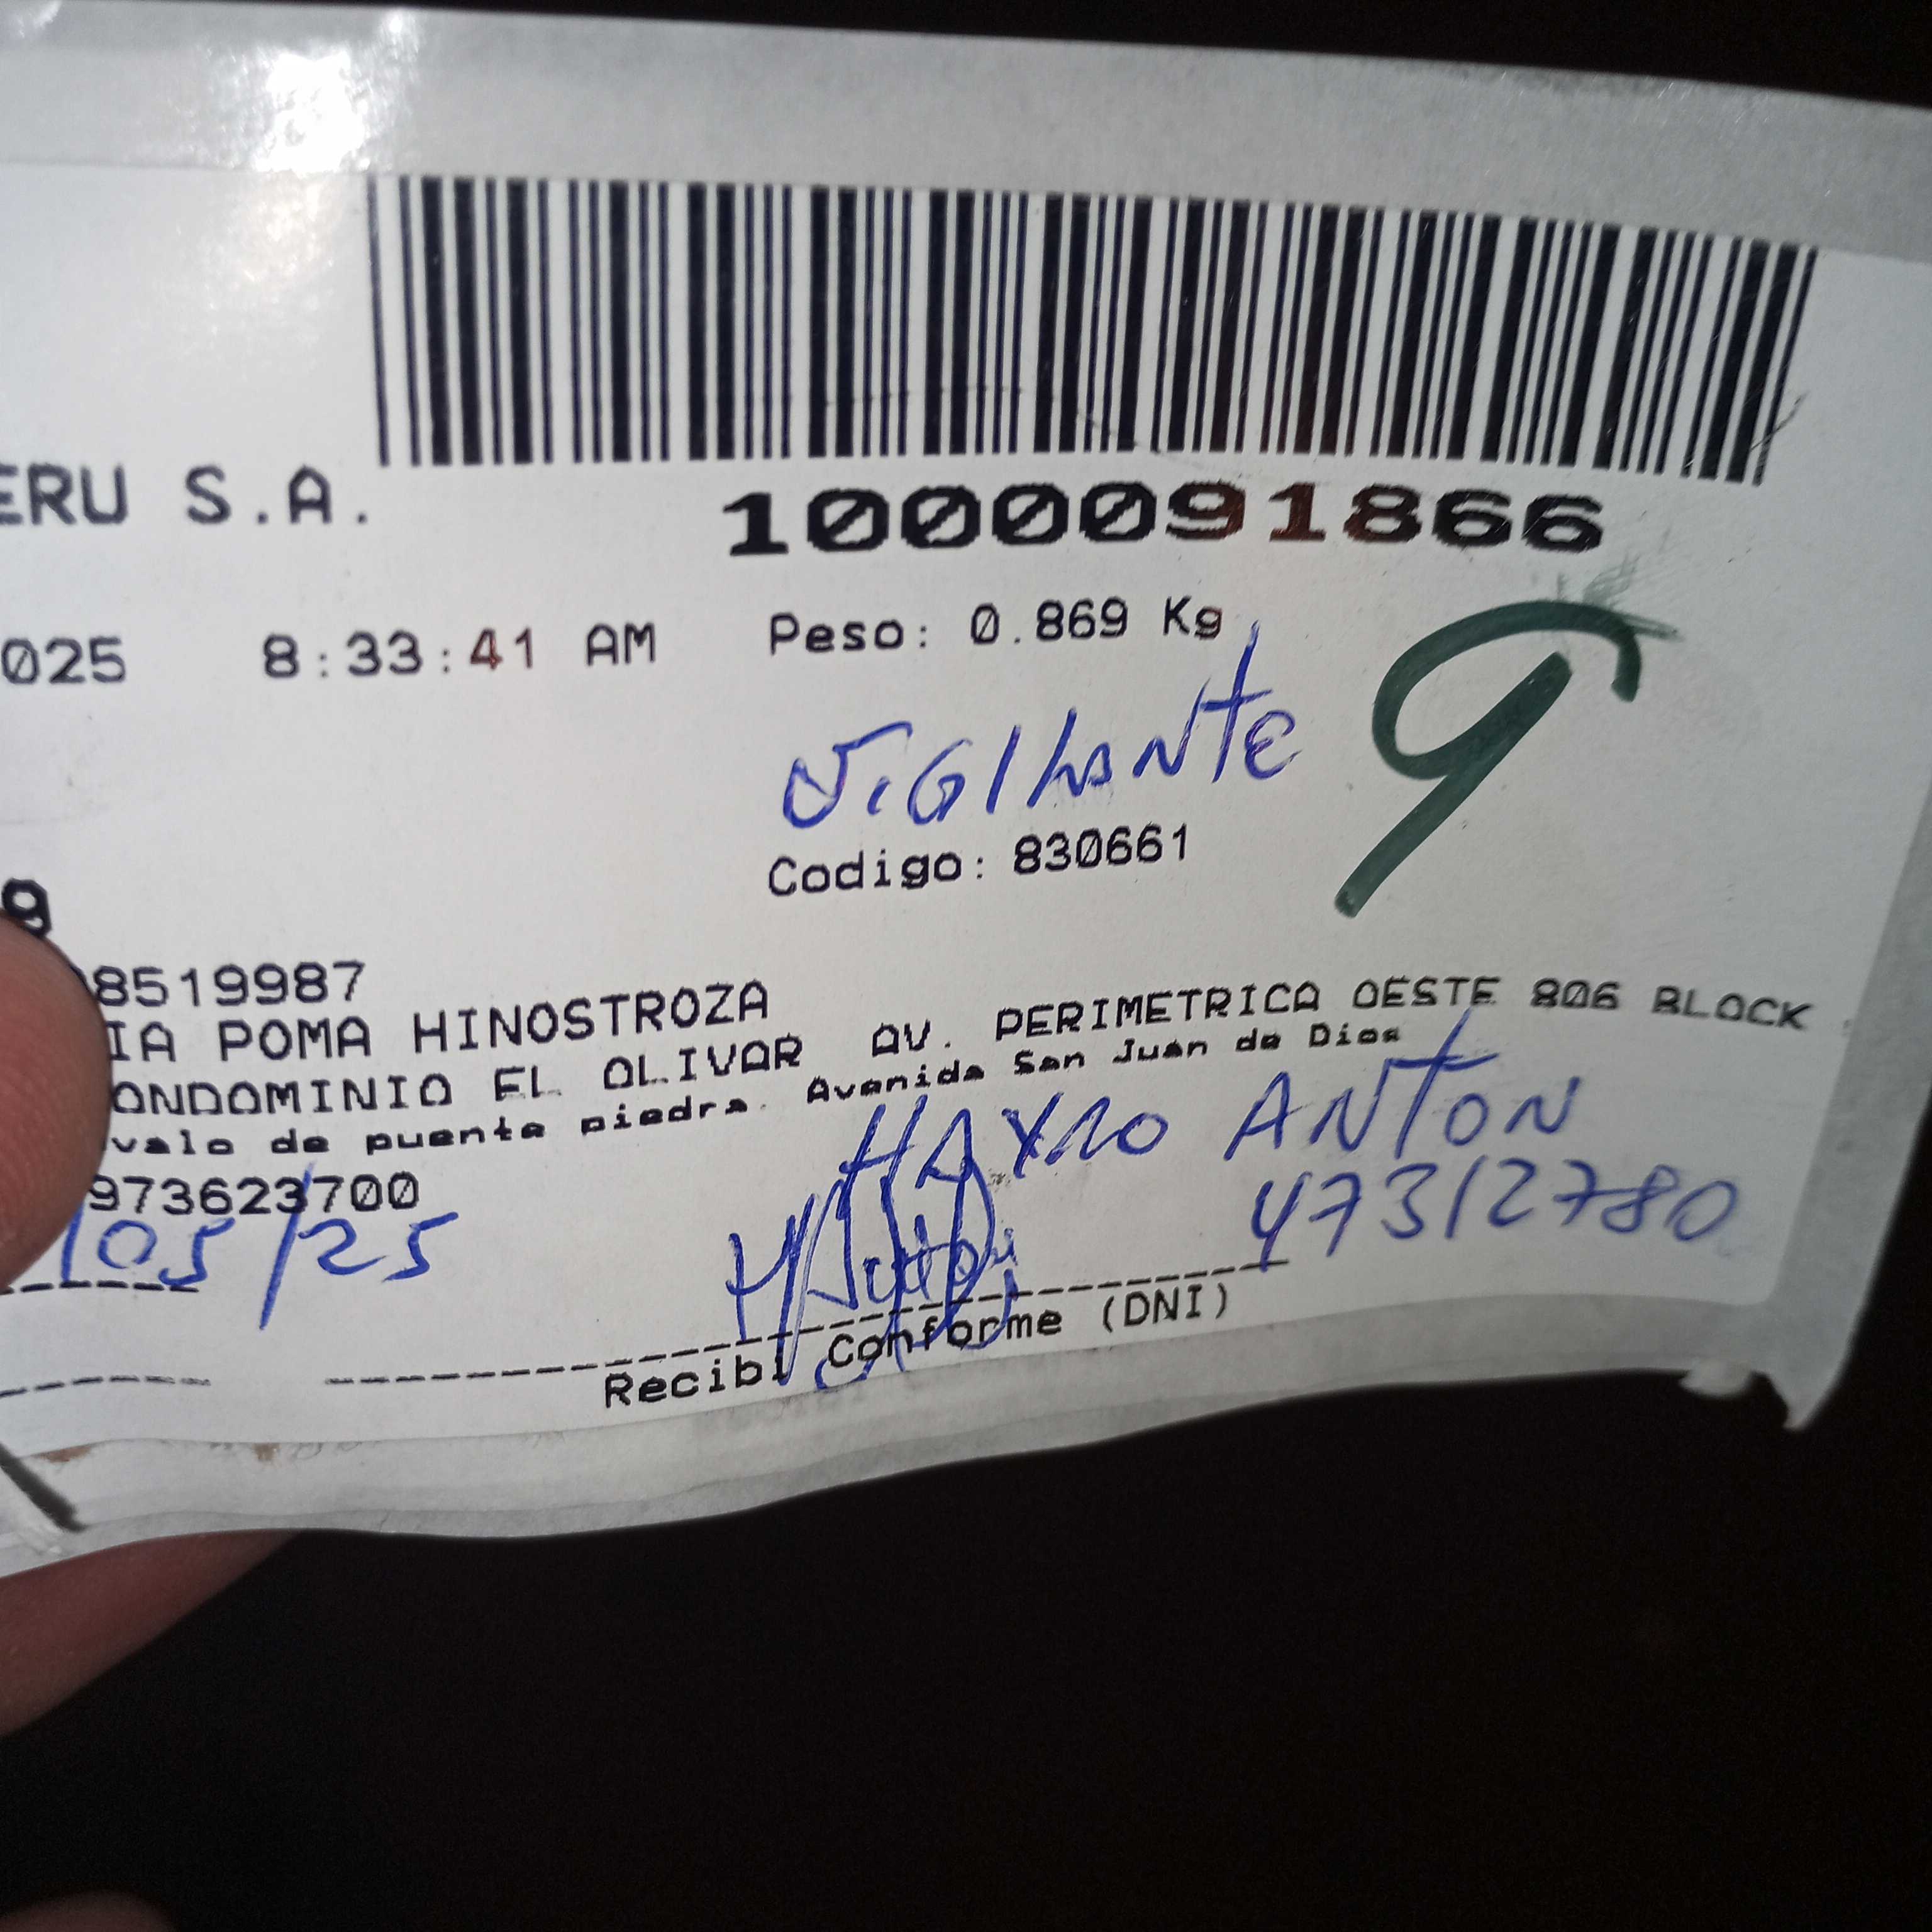 ERU S.A.
1000091866
025 8:33:41 AM Peso: 0.869 Kg
ViGilante 9
Codigo: 830661
9
8519987
IA POMA HINOSTROZA
ONDOMINIO EL OLIVAR AV. PERIMETRICA OESTE 806 BLOCK
valo de puente piedra. Avenida San Juan de Dios
973623700 HAYRO ANTON
/05/25 47312780
Recibi Conforme (DNI)